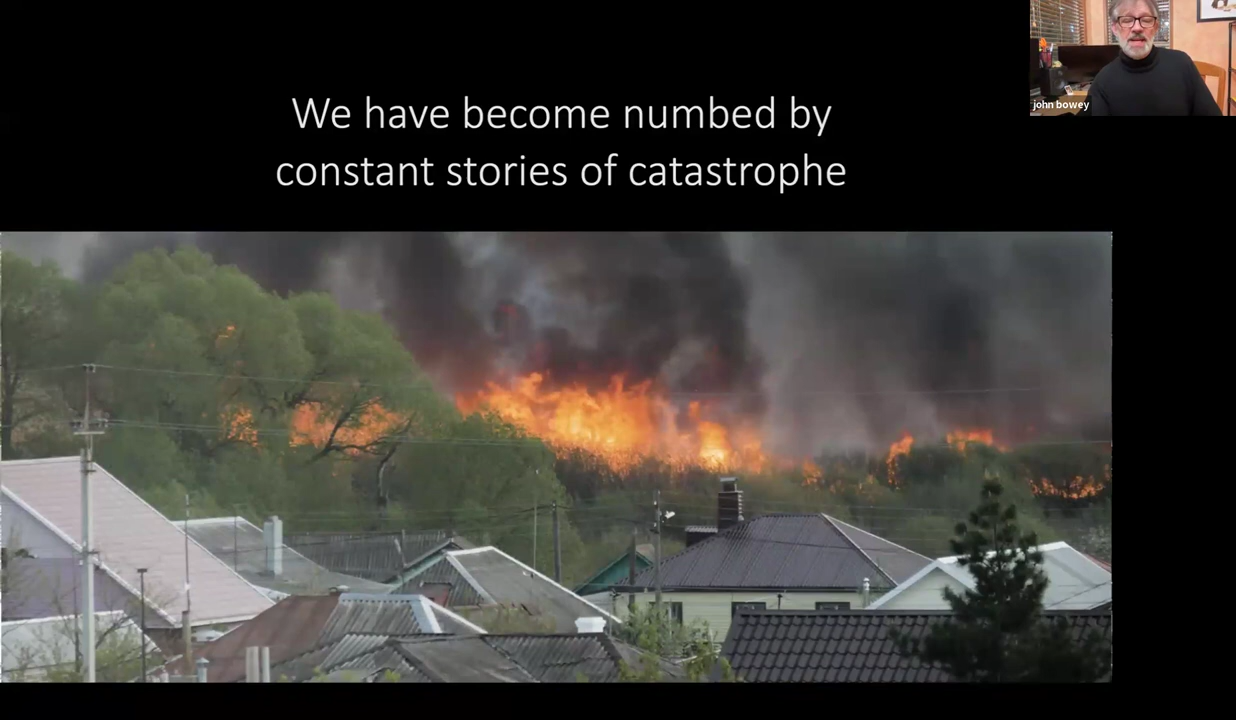 We have become numbed by
constant stories of catastrophe
john bowey